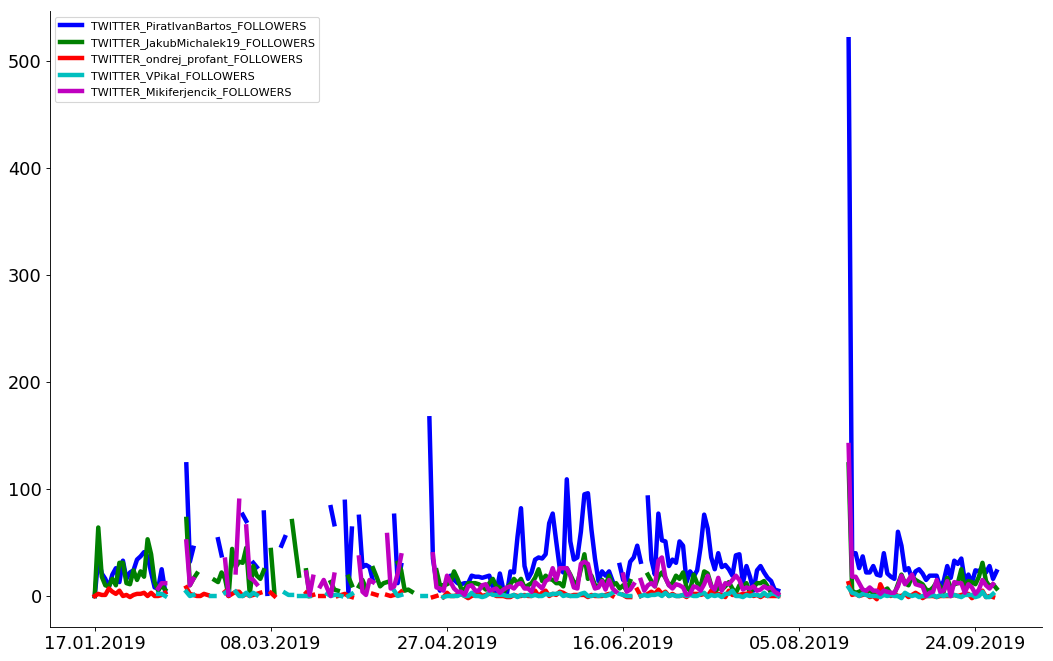 TWITTER_PiratIvanBartos_FOLLOWERS
TWITTER_JakubMichalek19_FOLLOWERS
TWITTER_ondrej_profant_FOLLOWERS
TWITTER_VPikal_FOLLOWERS
TWITTER_Mikiferjencik_FOLLOWERS
500
400
300
200
100
0
17.01.2019 08.03.2019 27.04.2019 16.06.2019 05.08.2019 24.09.2019